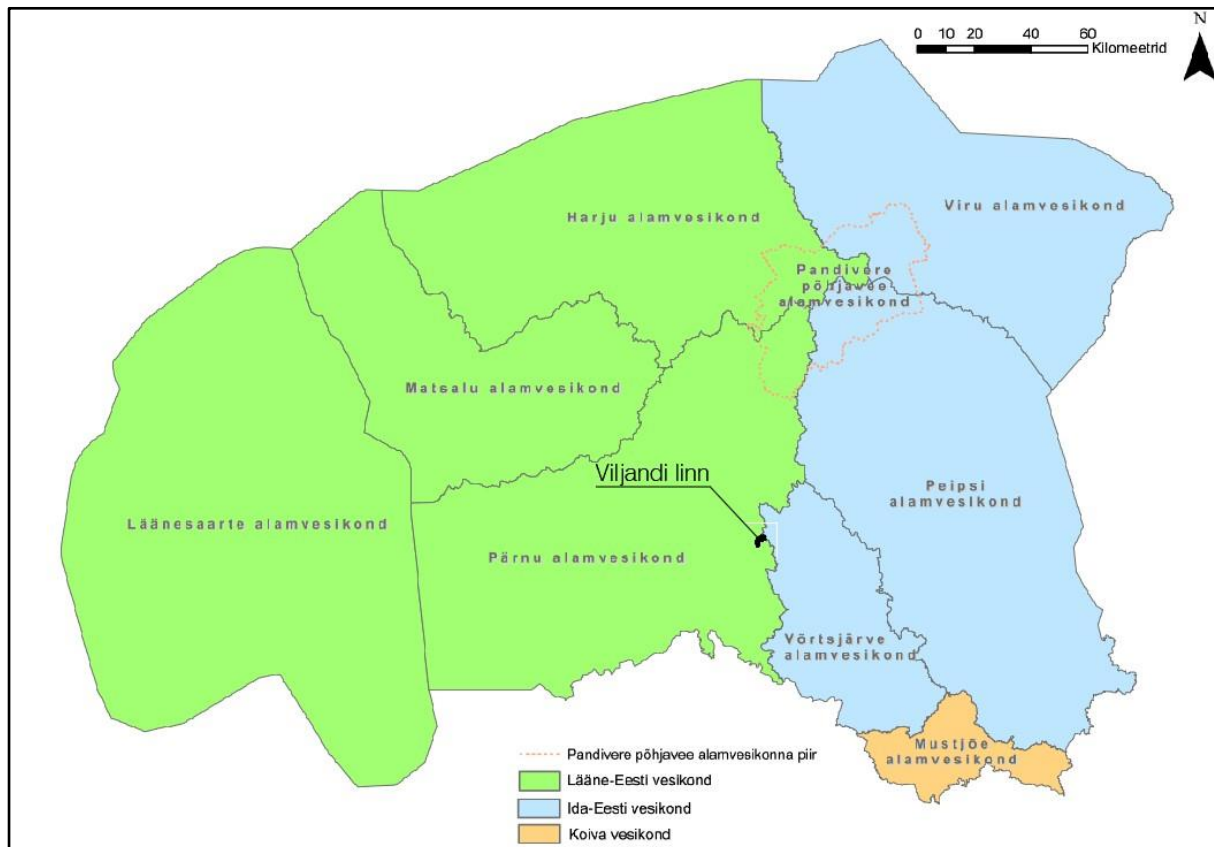 N
0 10 20 40 60
Kilomeetrid
Harju alamvesikond
Viru alamvesikond
Pandivere
põhjavee
alamvesikond
Matsalu alamvesikond
Viljandi linn
Peipsi
alamvesikond
Läänesaarte alamvesikond
Pärnu alamvesikond
Võrtsjärve
alamvesikond
Mustjõe
alamvesikond
Pandivere põhjavee alamvesikonna piir
Lääne-Eesti vesikond
Ida-Eesti vesikond
Koiva vesikond